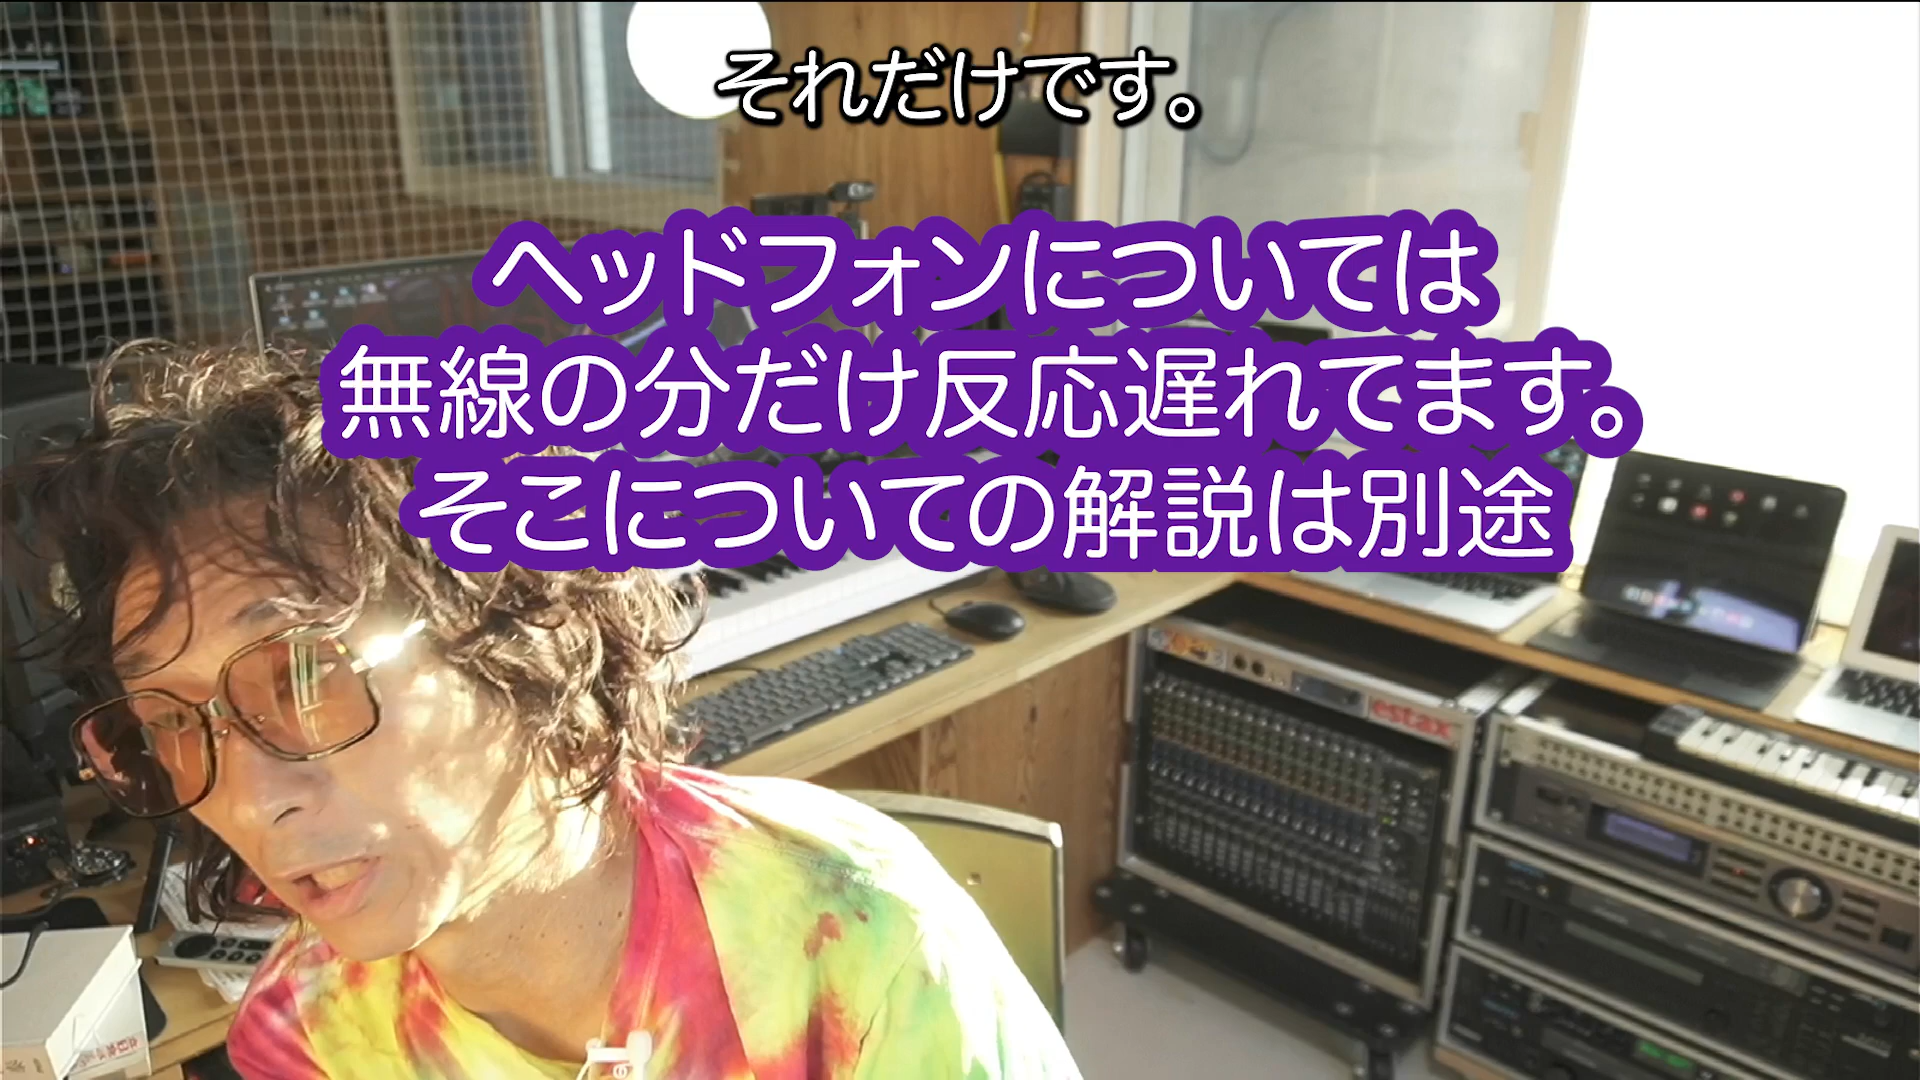 それだけです。
ヘッドフォンについては
無線の分だけ反応遅れてます。
そこについての解説は別途
estax